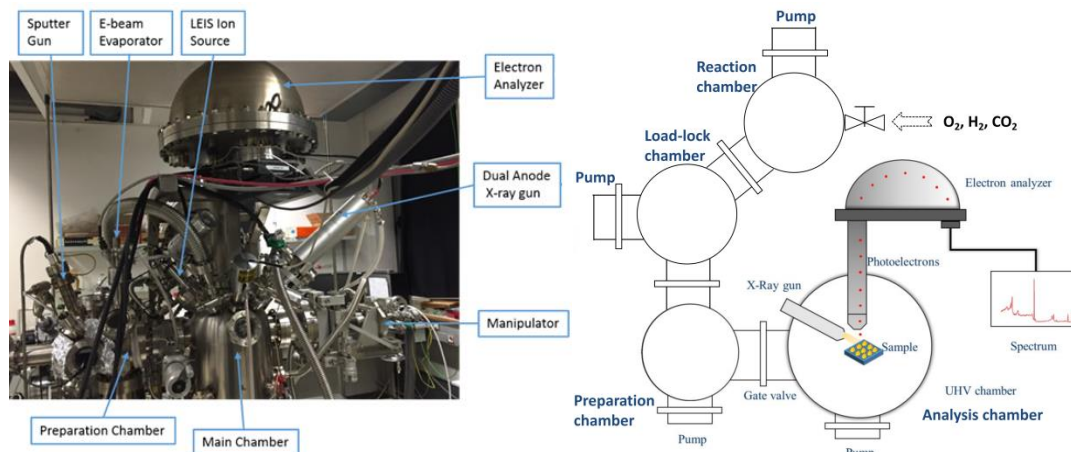 Sputter
Gun
E-beam
Evaporator
LEIS Ion
Source
Electron
Analyzer
Dual Anode
X-ray gun
Manipulator
Preparation Chamber
Main Chamber
Pump
Reaction
chamber
O₂, H₂, CO₂
Load-lock
chamber
Pump
Electron analyzer
Photoelectrons
X-Ray gun
Sample
Spectrum
Gate valve
UHV chamber
Preparation
chamber
Analysis chamber
Pump
Pump